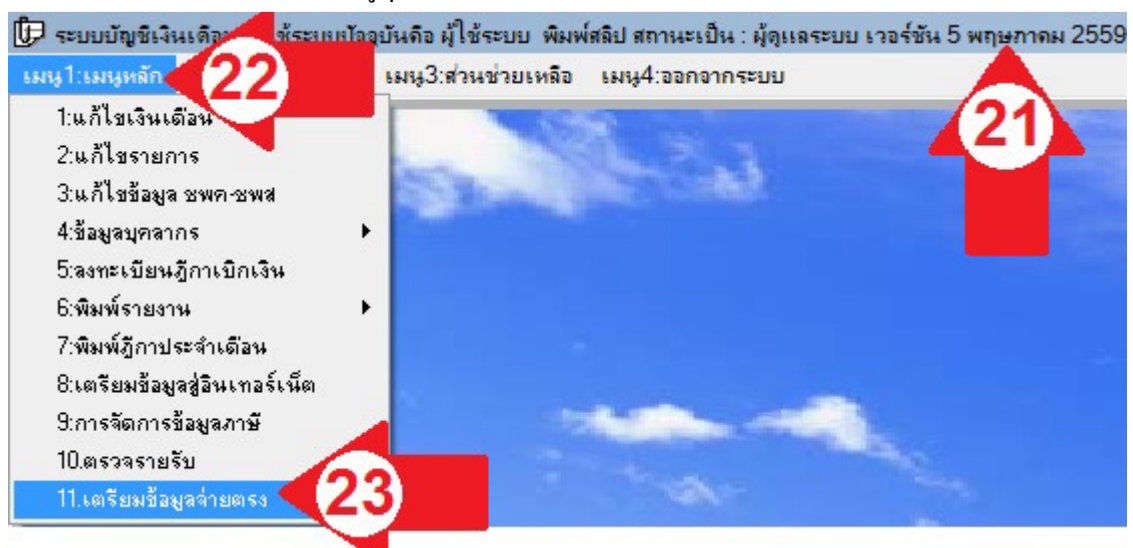 ระบบบัญชีเงินเดือน ใช้ระบบปัจจุบันคือ ผู้ใช้ระบบ พิมพ์สลิป สถานะเป็น : ผู้ดูแลระบบ เวอร์ชัน 5 พฤษภาคม 2559
เมนู1:เมนูหลัก เมนู3:ส่วนช่วยเหลือ เมนู4:ออกจากระบบ
22
21
1:แก้ไขเงินเดือน
2:แก้ไขรายการ
3:แก้ไขข้อมูล ชพค-ชพส
4:ข้อมูลบุคลากร
5:ลงทะเบียนฎีกาเบิกเงิน
6:พิมพ์รายงาน
7:พิมพ์ฎีกาประจำเดือน
8:เตรียมข้อมูลสู่อินเทอร์เน็ต
9:การจัดการข้อมูลภาษี
10.ตรวจรายรับ
11.เตรียมข้อมูลจ่ายตรง
23